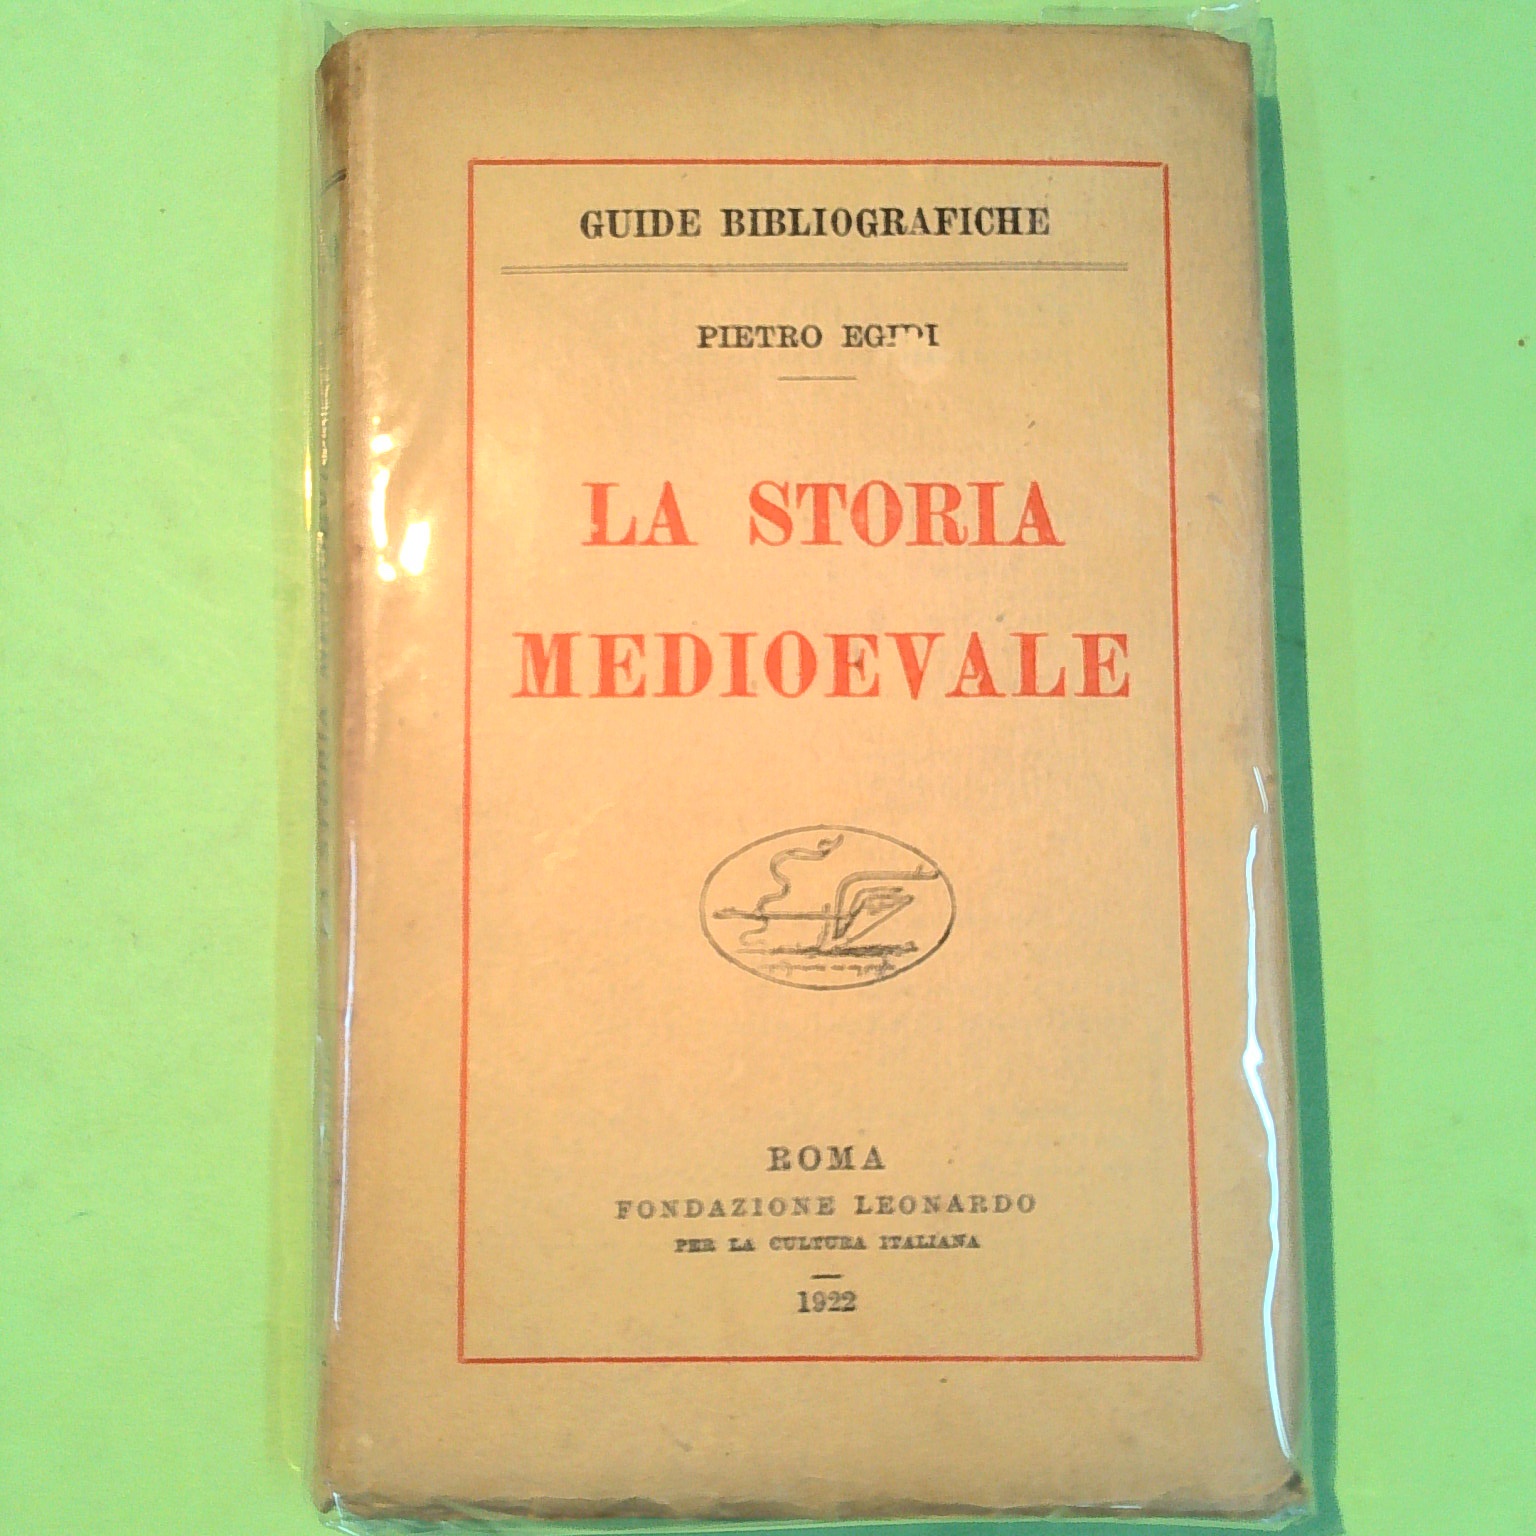 GUIDE BIBLIOGRAFICHE
PIETRO EGIDI
LA STORIA
MEDIOEVALE
ROMA
FONDAZIONE LEONARDO
PER LA CULTURA ITALIANA
1922